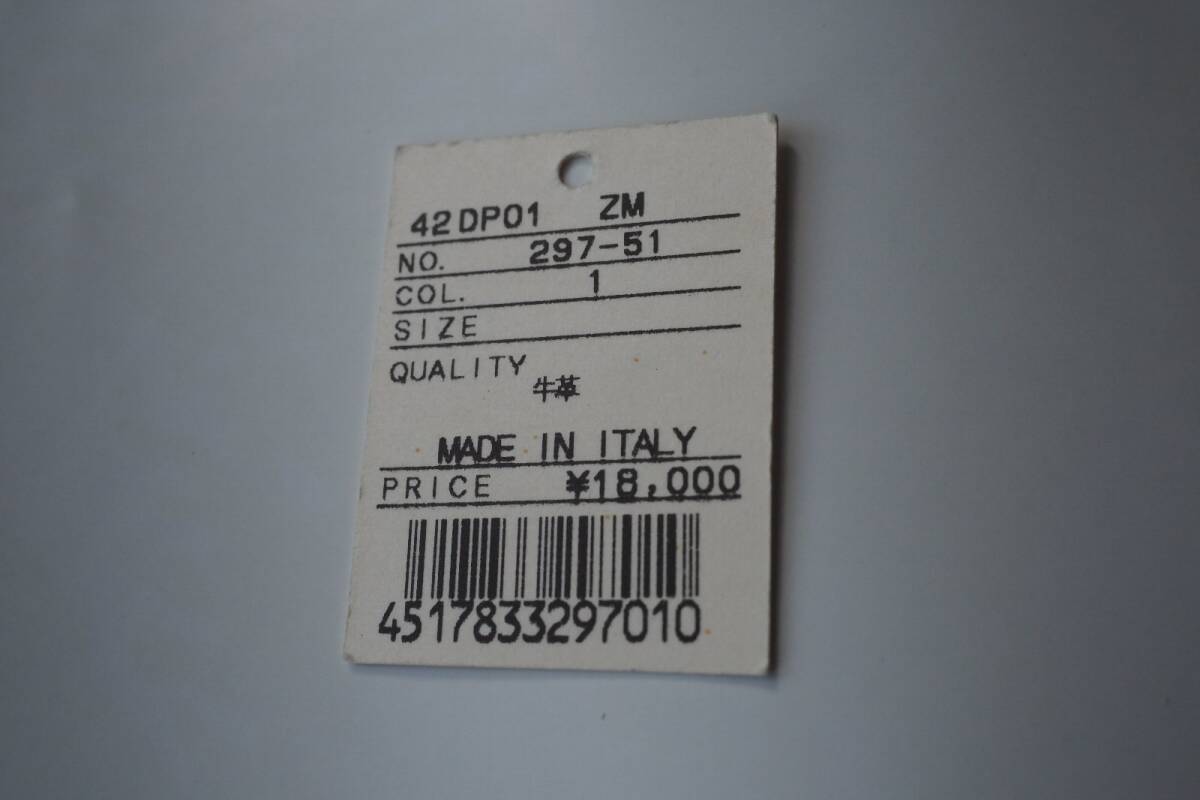 42DP01 ZM
NO. 297-51
COL. 1
SIZE
QUALITY
牛革
MADE IN ITALY
PRICE ¥18,000
4517833297010